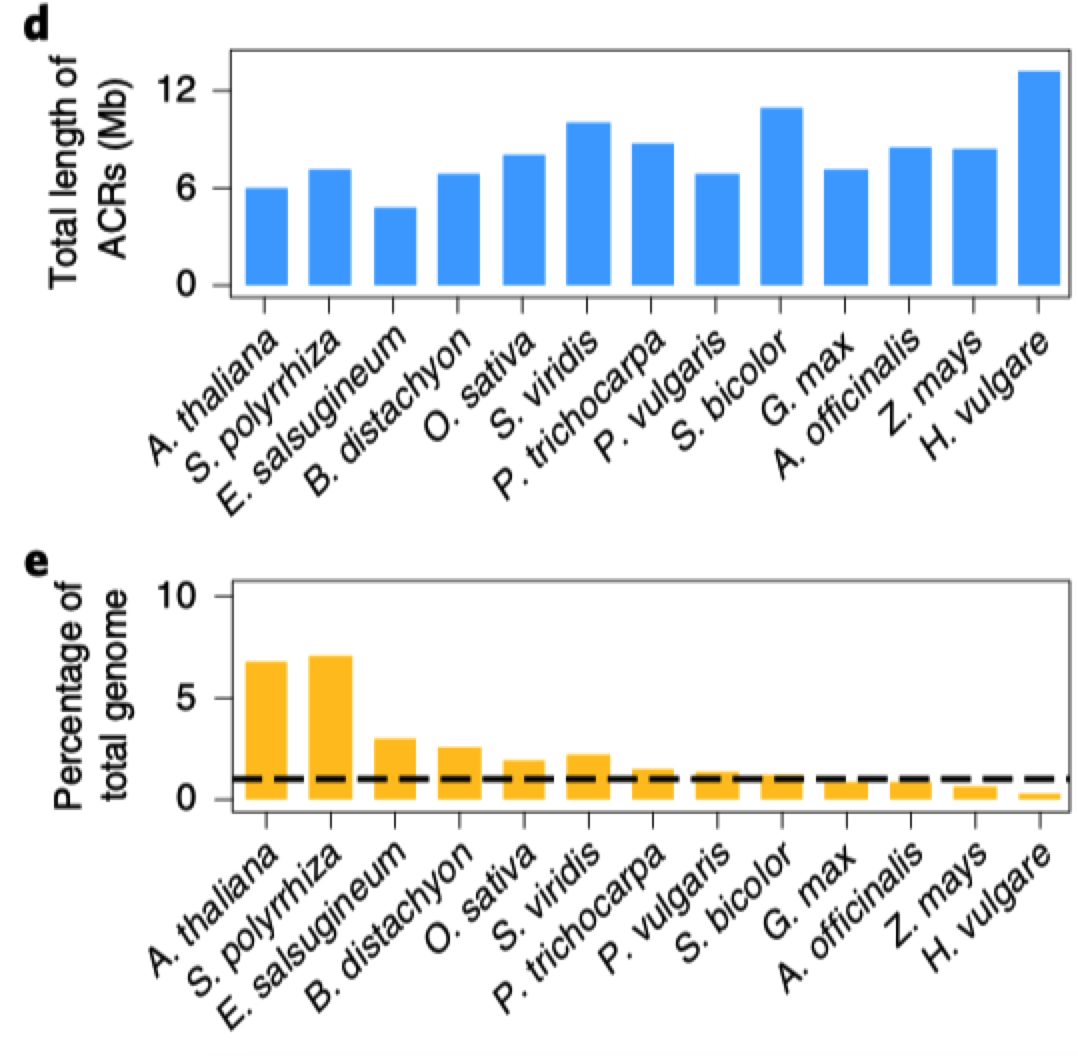 d
Total length of
ACRs (Mb)
12
6
0
A. thaliana
S. polyrrhiza
E. salsugineum
B. distachyon
O. sativa
S. viridis
P. trichocarpa
P. vulgaris
S. bicolor
G. max
A. officinalis
Z. mays
H. vulgare
e
Percentage of
total genome
10
5
0
A. thaliana
S. polyrrhiza
E. salsugineum
B. distachyon
O. sativa
S. viridis
P. trichocarpa
P. vulgaris
S. bicolor
G. max
A. officinalis
Z. mays
H. vulgare